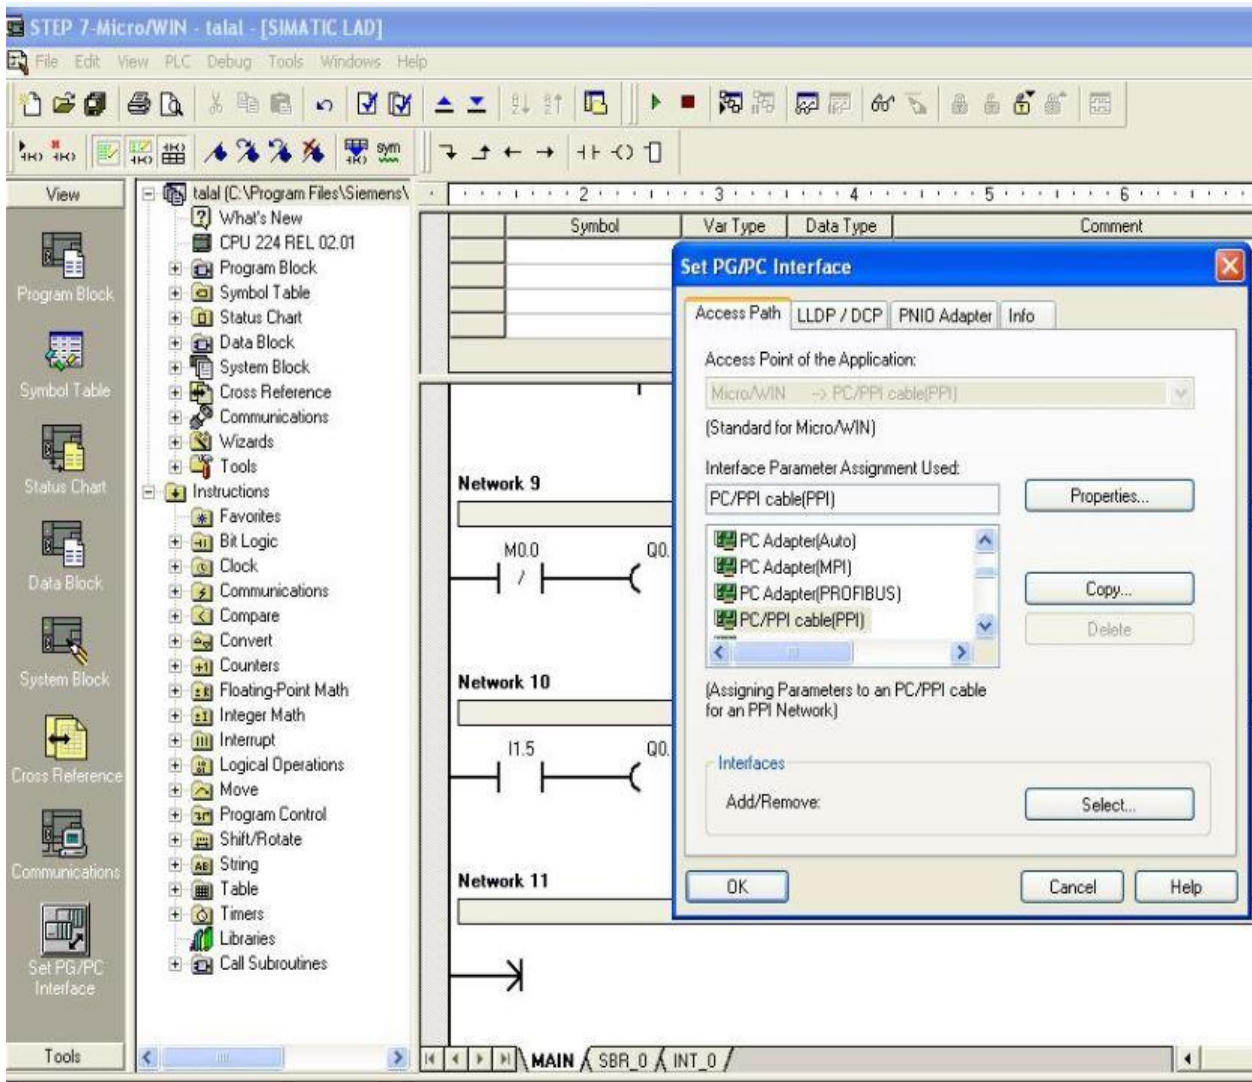 STEP 7-Micro/WIN - talal - [SIMATIC LAD]
File Edit View PLC Debug Tools Windows Help
sym
View
Program Block
Symbol Table
Status Chart
Data Block
System Block
Cross Reference
Communications
Set PG/PC
Interface
Tools
talal (C:\Program Files\Siemens\
What's New
CPU 224 REL 02.01
Program Block
Symbol Table
Status Chart
Data Block
System Block
Cross Reference
Communications
Wizards
Tools
Instructions
Favorites
Bit Logic
Clock
Communications
Compare
Convert
Counters
Floating-Point Math
Integer Math
Interrupt
Logical Operations
Move
Program Control
Shift/Rotate
String
Table
Timers
Libraries
Call Subroutines
2 3 4 5 6
Symbol Var Type Data Type Comment
Network 9
M0.0 Q0.
Network 10
I1.5 Q0.
Network 11
MAIN SBR_0 INT_0
Set PG/PC Interface
Access Path LLDP / DCP PNIO Adapter Info
Access Point of the Application:
Micro/WIN --> PC/PPI cable(PPI)
(Standard for Micro/WIN)
Interface Parameter Assignment Used:
PC/PPI cable(PPI) Properties...
PC Adapter(Auto)
PC Adapter(MPI)
PC Adapter(PROFIBUS)
PC/PPI cable(PPI)
Copy...
Delete
(Assigning Parameters to an PC/PPI cable
for an PPI Network)
Interfaces
Add/Remove: Select...
OK Cancel Help